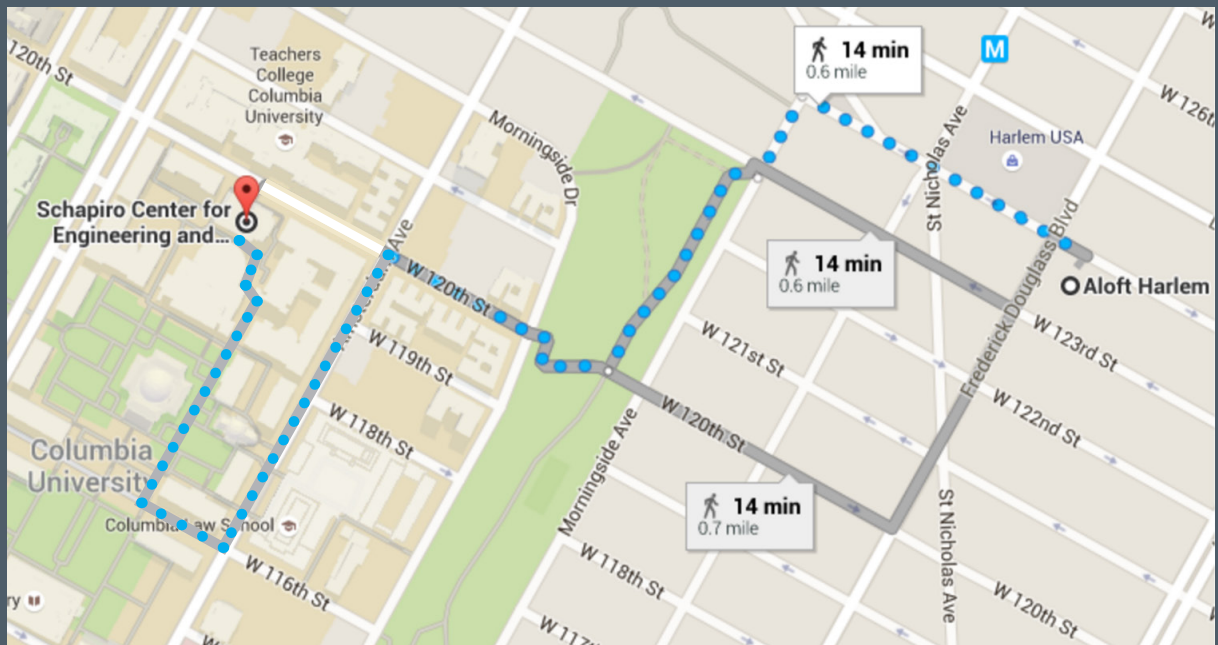 120th St
Teachers
College
Columbia
University
Morningside Dr
14 min
0.6 mile
M
W 126th
St Nicholas Ave
Harlem USA
Schapiro Center for
Engineering and...
Ave
W 120th St
14 min
0.6 mile
Frederick Douglass Blvd
Aloft Harlem
W 119th St
W 121st St
W 123rd St
W 118th St
W 120th St
W 122nd St
Columbia
University
Morningside Ave
14 min
0.7 mile
Columbia Law School
St Nicholas Ave
W 116th St
W 118th St
W 120th St
ry
W 117